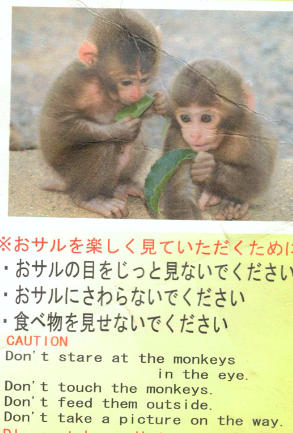 ※おサルを楽しく見ていただくために
・おサルの目をじっと見ないでください
・おサルにさわらないでください
・食べ物を見せないでください
CAUTION
Don't stare at the monkeys
in the eye.
Don't touch the monkeys.
Don't feed them outside.
Don't take a picture on the way.